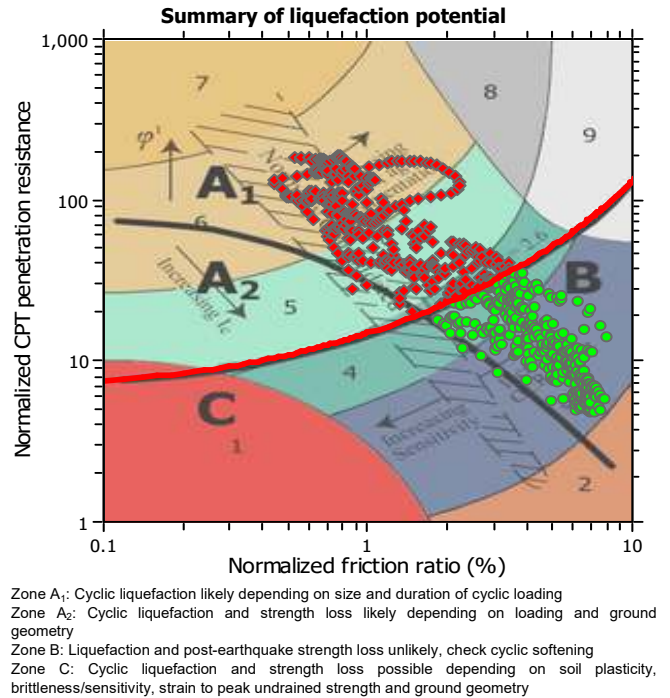 Summary of liquefaction potential
1,000
100
10
1
Normalized CPT penetration resistance
7
8
9
φ'
A₁
6
A₂
Increasing Iᴄ
5
2.6
B
4
C
1
Increasing
Sensitivity
2
0.1
1
10
Normalized friction ratio (%)
Zone A₁: Cyclic liquefaction likely depending on size and duration of cyclic loading
Zone A₂: Cyclic liquefaction and strength loss likely depending on loading and ground
geometry
Zone B: Liquefaction and post-earthquake strength loss unlikely, check cyclic softening
Zone C: Cyclic liquefaction and strength loss possible depending on soil plasticity,
brittleness/sensitivity, strain to peak undrained strength and ground geometry